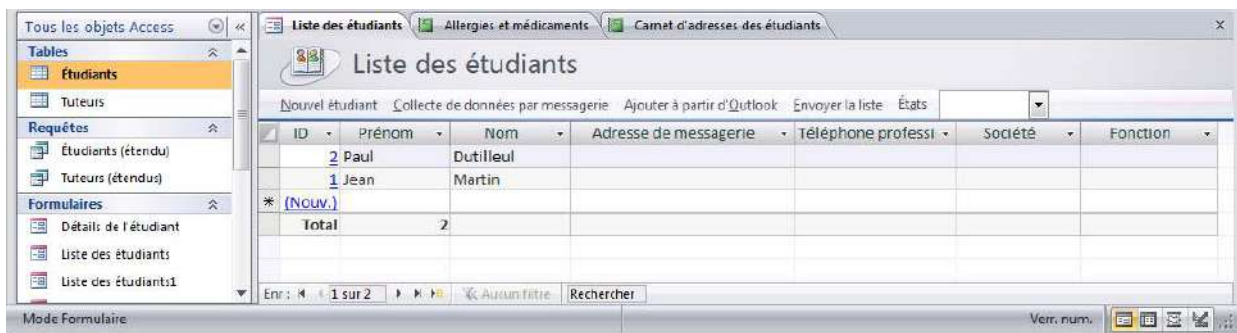 Tous les objets Access
Tables
Étudiants
Tuteurs
Requêtes
Étudiants (étendu)
Tuteurs (étendus)
Formulaires
Détails de l'étudiant
Liste des étudiants
Liste des étudiants1
Liste des étudiants Allergies et médicaments Carnet d'adresses des étudiants
Liste des étudiants
Nouvel étudiant Collecte de données par messagerie Ajouter à partir d'Outlook Envoyer la liste États
ID Prénom Nom Adresse de messagerie Téléphone professi Société Fonction
2 Paul Dutilleul
1 Jean Martin
* (Nouv.)
Total 2
Enr : 1 sur 2 Aucun filtre Rechercher
Mode Formulaire Verr. num.